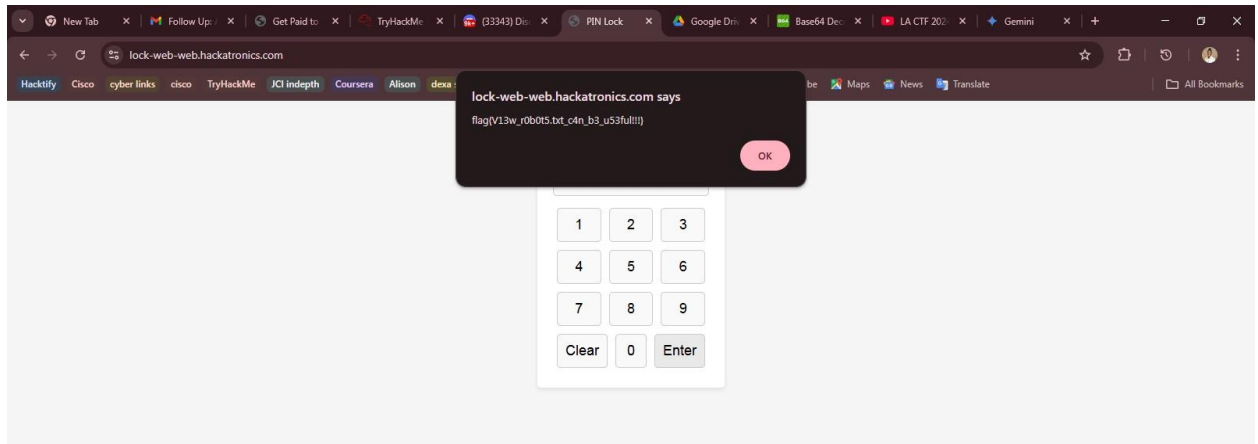 New Tab
Follow Up: /
Get Paid to
TryHackMe
(33343) Dis
PIN Lock
Google Driv
Base64 Dec
LA CTF 202
Gemini
lock-web-web.hackatronics.com
Hacktify
Cisco
cyber links
cisco
TryHackMe
JCI indepth
Coursera
Alison
dexa
be
Maps
News
Translate
All Bookmarks
lock-web-web.hackatronics.com says
flag{V13w_r0b0t5.txt_c4n_b3_u53ful!!!}
OK
1 2 3
4 5 6
7 8 9
Clear 0 Enter